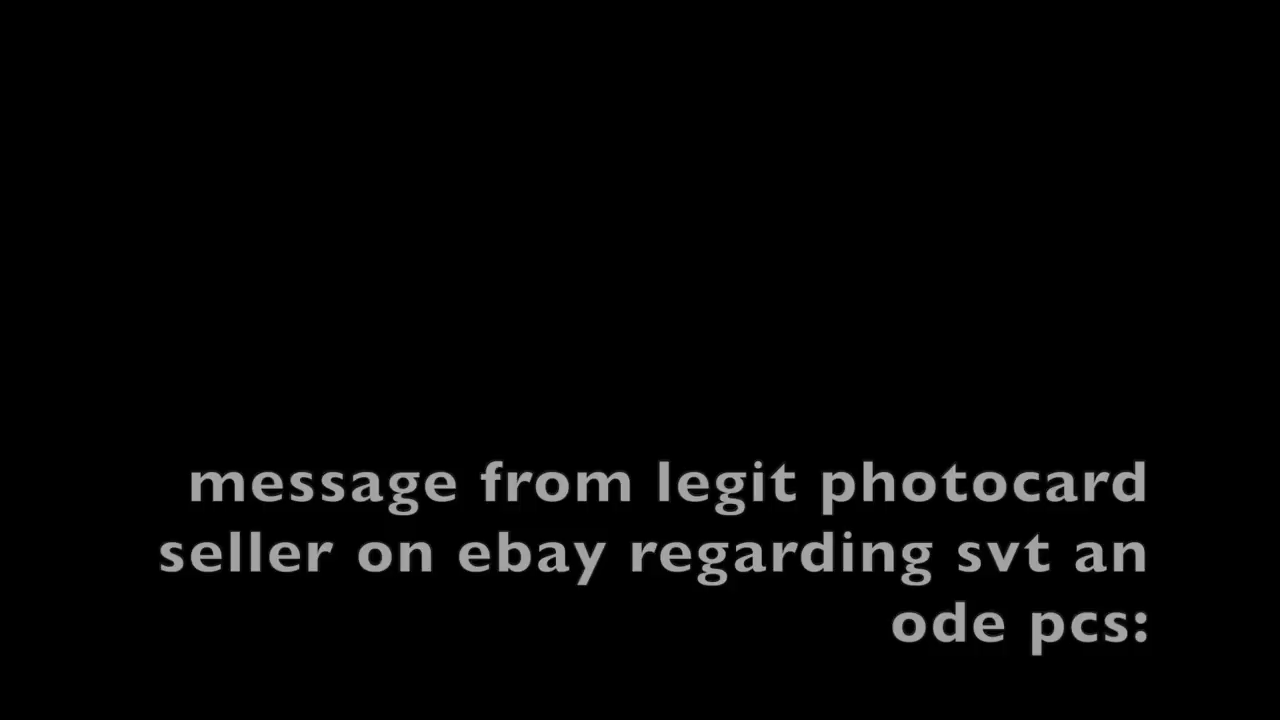 message from legit photocard
seller on ebay regarding svt an
ode pcs: